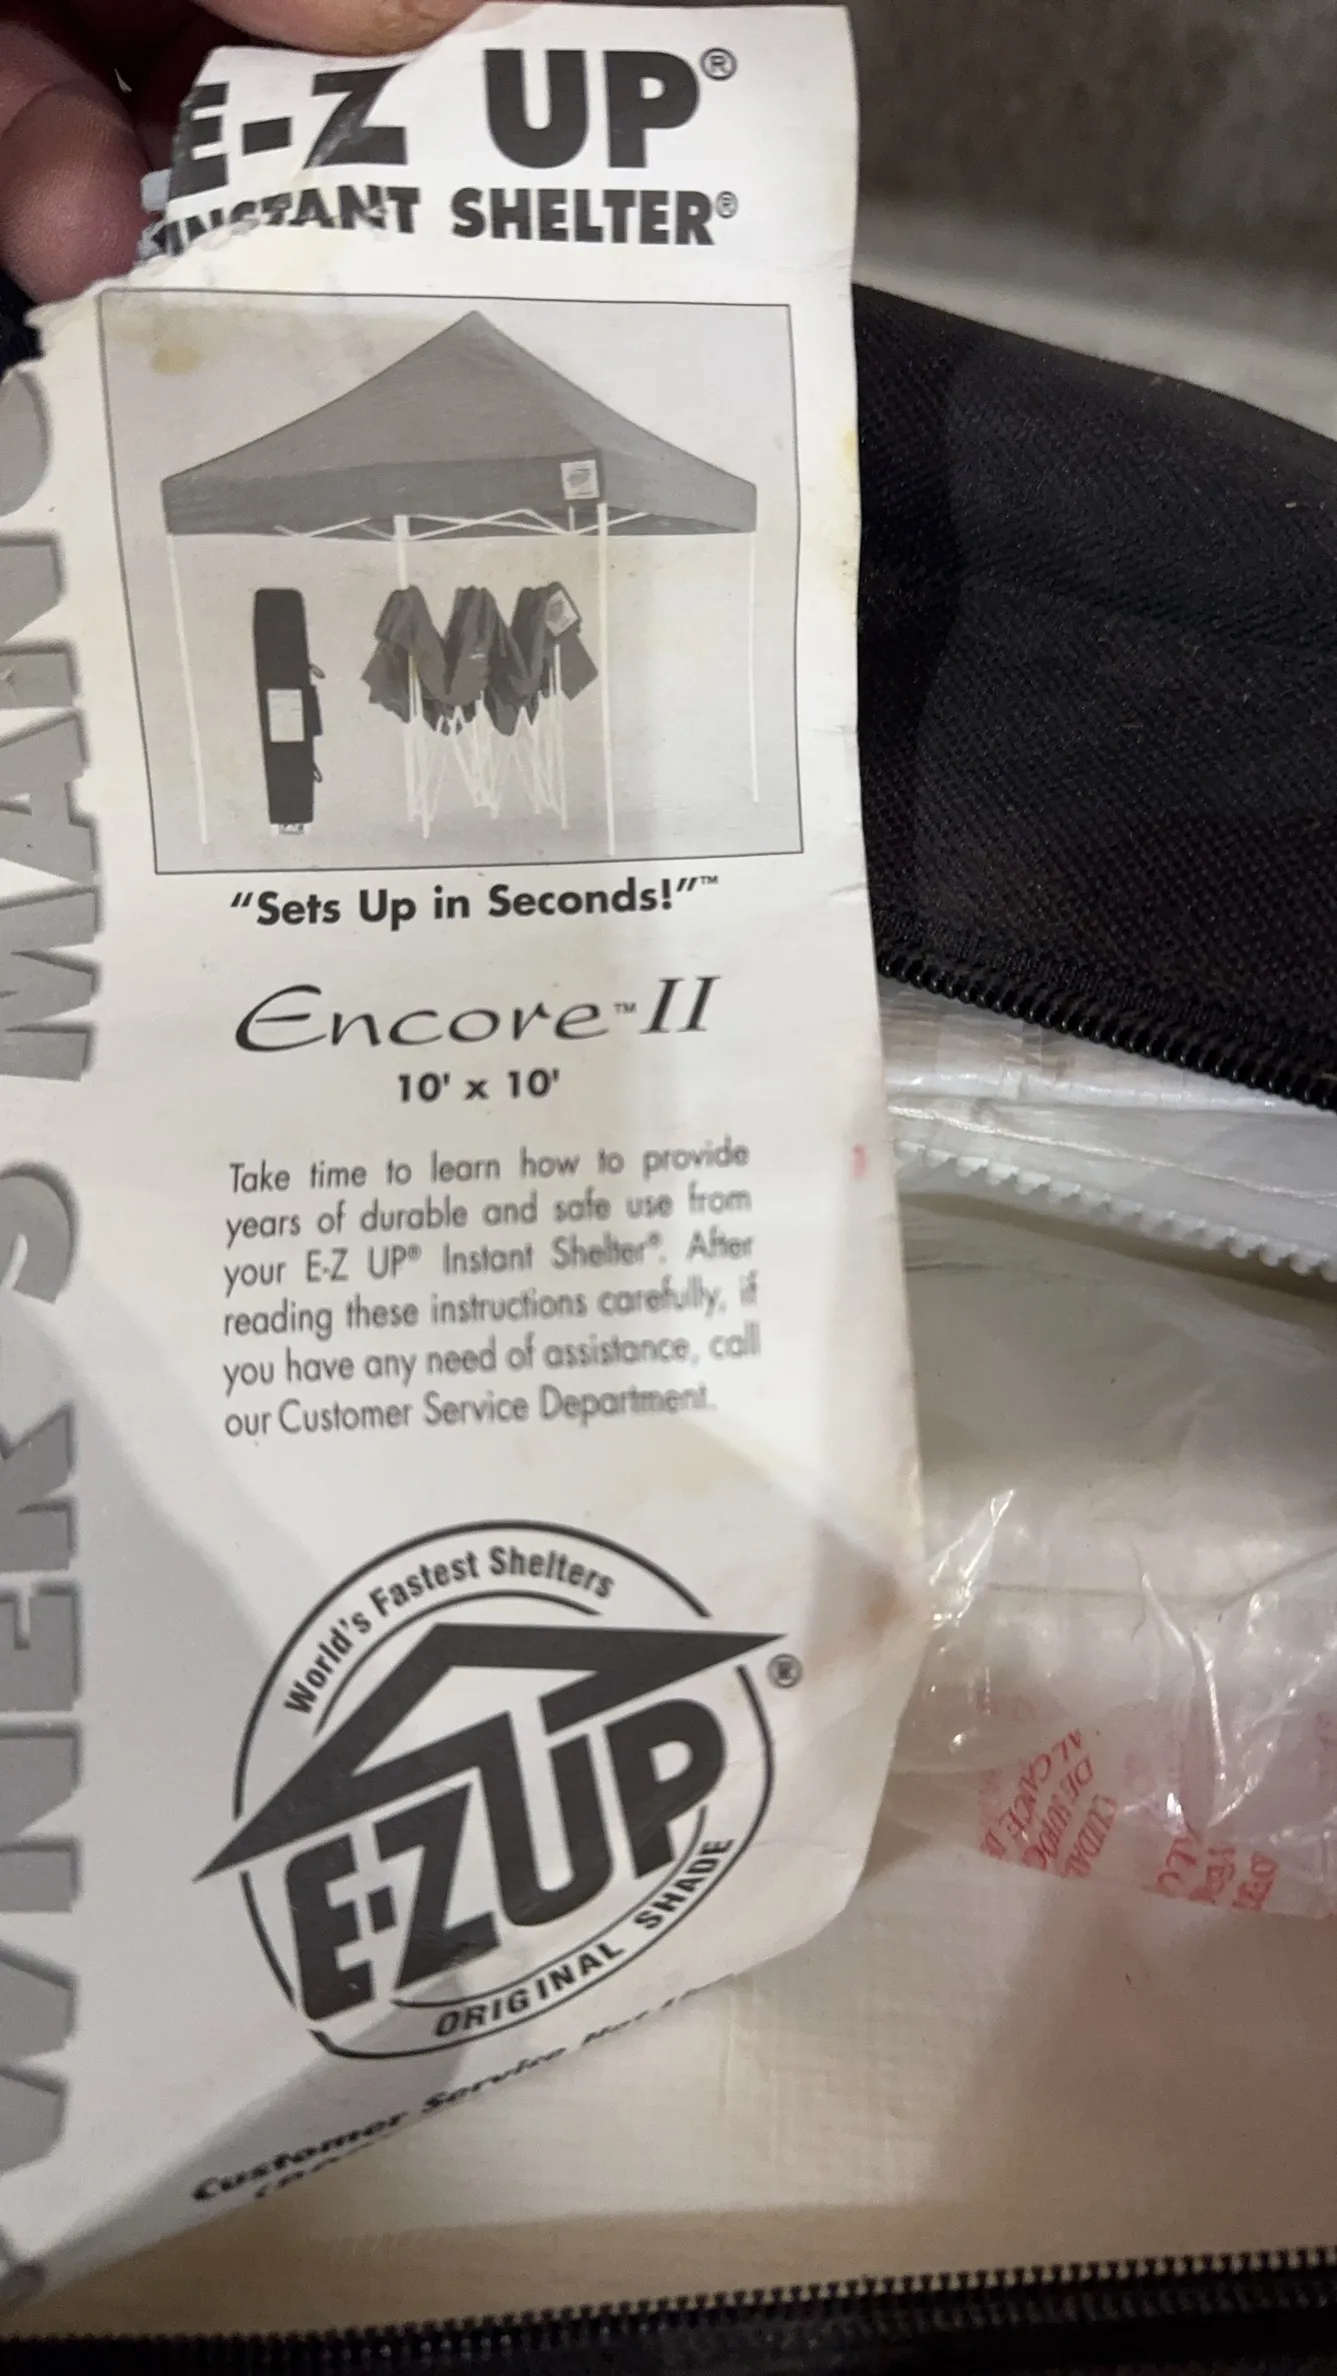 E-Z UP®
INSTANT SHELTER®
"Sets Up in Seconds!"™
Encore™ II
10' x 10'
Take time to learn how to provide
years of durable and safe use from
your E-Z UP® Instant Shelter®. After
reading these instructions carefully, if
you have any need of assistance, call
our Customer Service Department.
World's Fastest Shelters
E-Z UP®
ORIGINAL SHADE
Customer Service